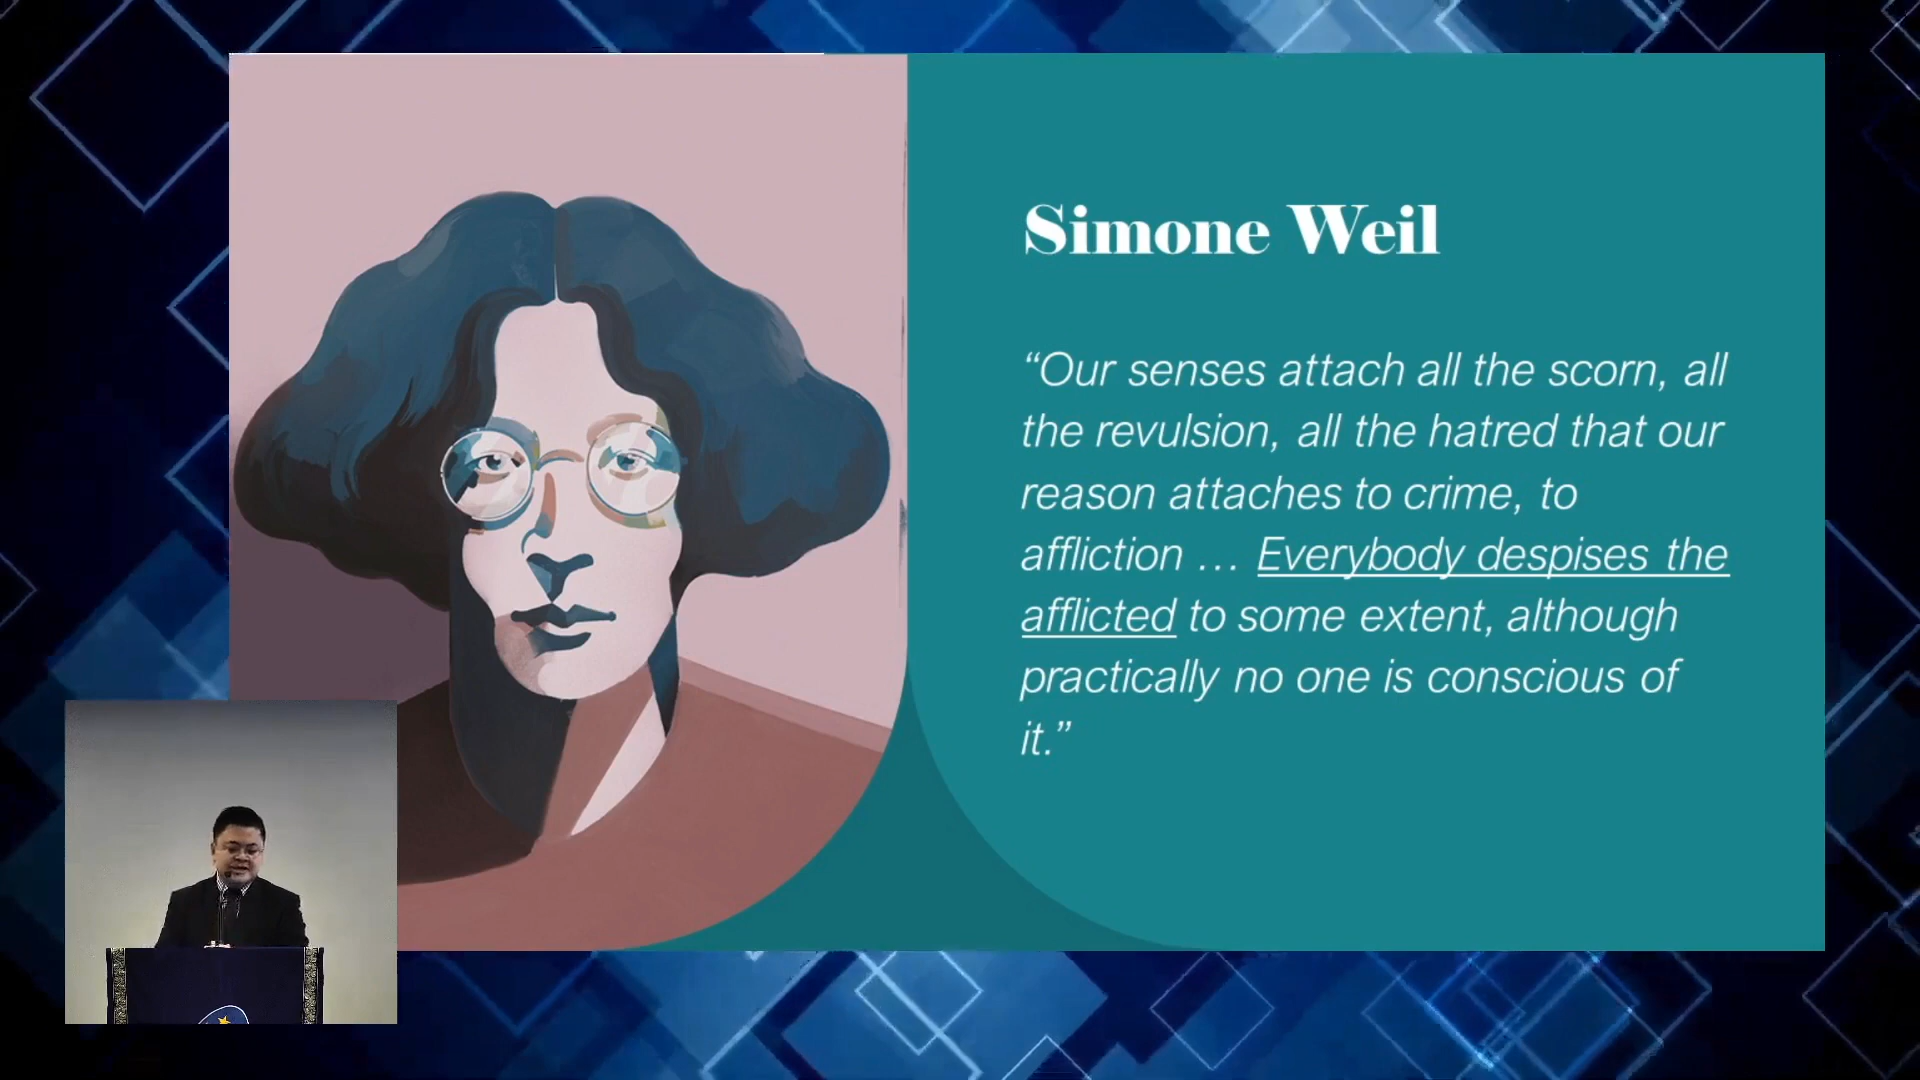 Simone Weil
“Our senses attach all the scorn, all
the revulsion, all the hatred that our
reason attaches to crime, to
affliction … Everybody despises the
afflicted to some extent, although
practically no one is conscious of
it.”